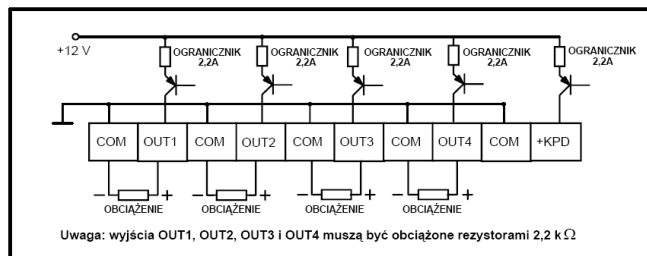 +12 V
OGRANICZNIK
2,2A
OGRANICZNIK
2,2A
OGRANICZNIK
2,2A
OGRANICZNIK
2,2A
OGRANICZNIK
2,2A
COM OUT1 COM OUT2 COM OUT3 COM OUT4 COM +KPD
− + − + − + − +
OBCIĄŻENIE OBCIĄŻENIE OBCIĄŻENIE OBCIĄŻENIE
Uwaga: wyjścia OUT1, OUT2, OUT3 i OUT4 muszą być obciążone rezystorami 2,2 kΩ